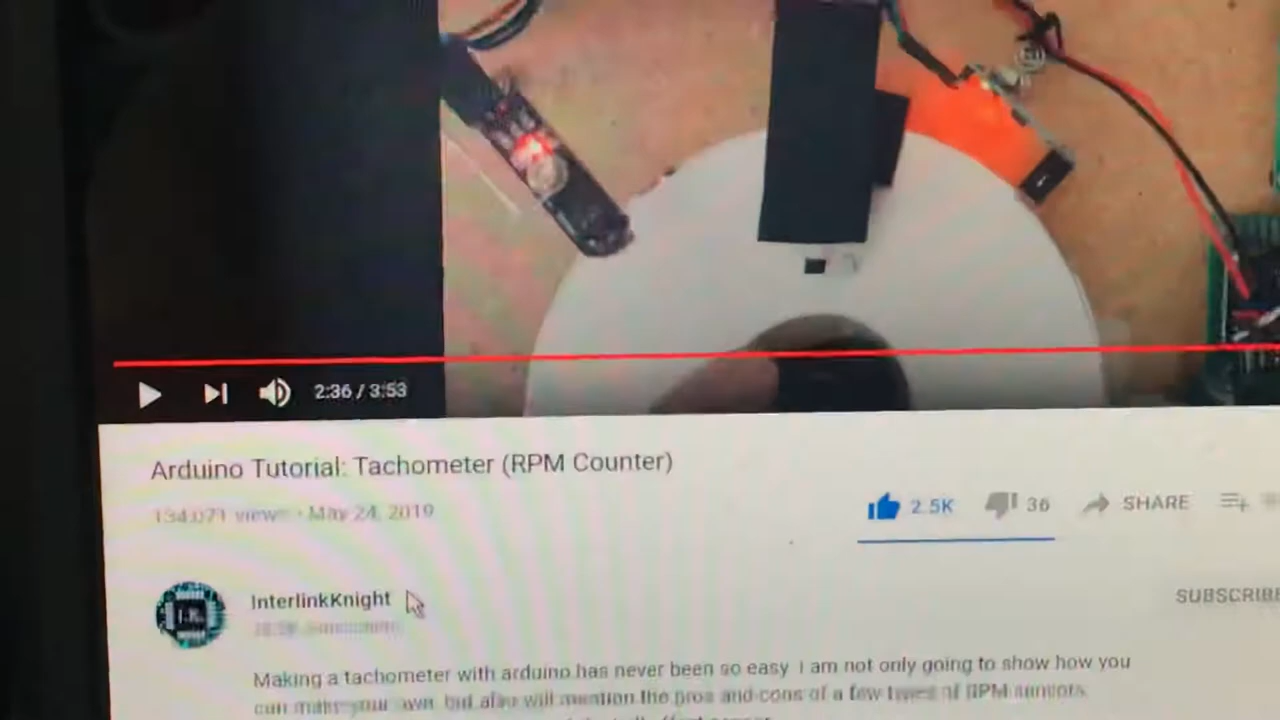 2:36 / 3:53
Arduino Tutorial: Tachometer (RPM Counter)
134,071 views · May 24, 2019
2.5K
36
SHARE
I.K.
InterlinkKnight
SUBSCRIBE
Making a tachometer with arduino has never been so easy I am not only going to show how you
can make your own but also will mention the pros and cons of a few types of RPM sensors